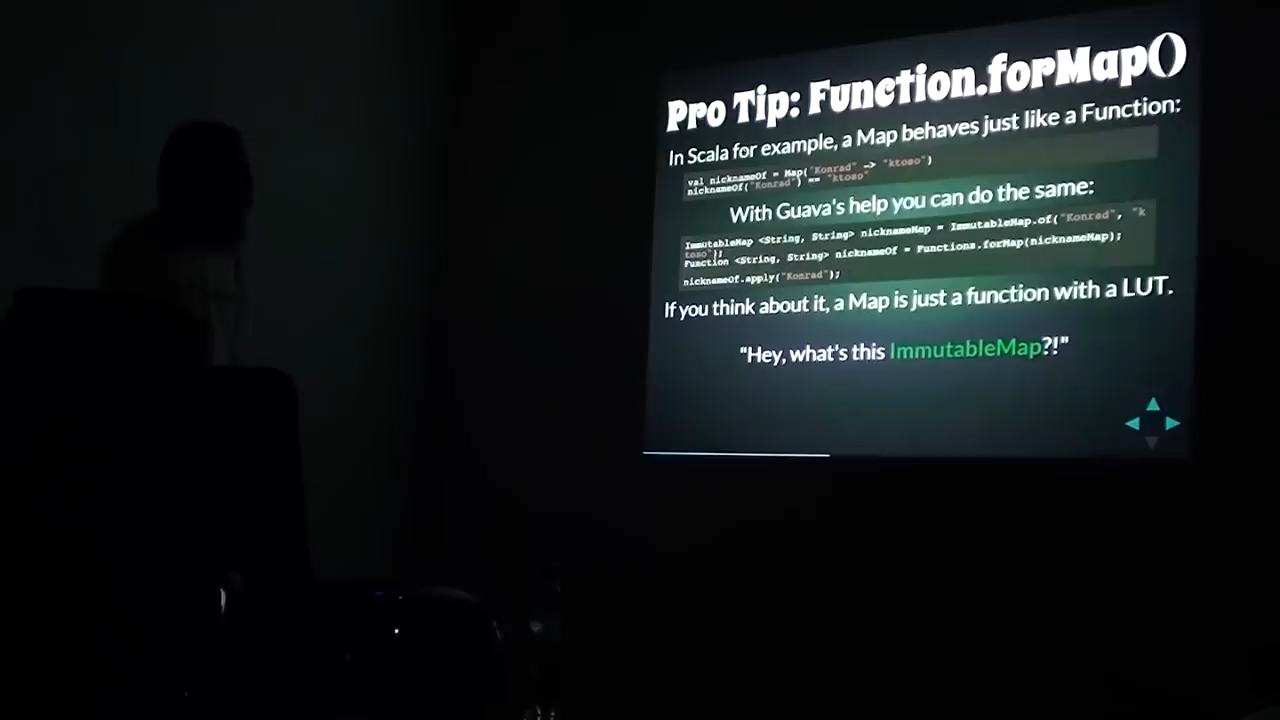 Pro Tip: Function.forMap()
In Scala for example, a Map behaves just like a Function:
val nicknameOf = Map("Konrad" -> "ktoso")
nicknameOf("Konrad") == "ktoso"
With Guava's help you can do the same:
ImmutableMap <String, String> nicknameMap = ImmutableMap.of("Konrad", "k
toso");
Function <String, String> nicknameOf = Functions.forMap(nicknameMap);
nicknameOf.apply("Konrad");
If you think about it, a Map is just a function with a LUT.
"Hey, what's this ImmutableMap?!"